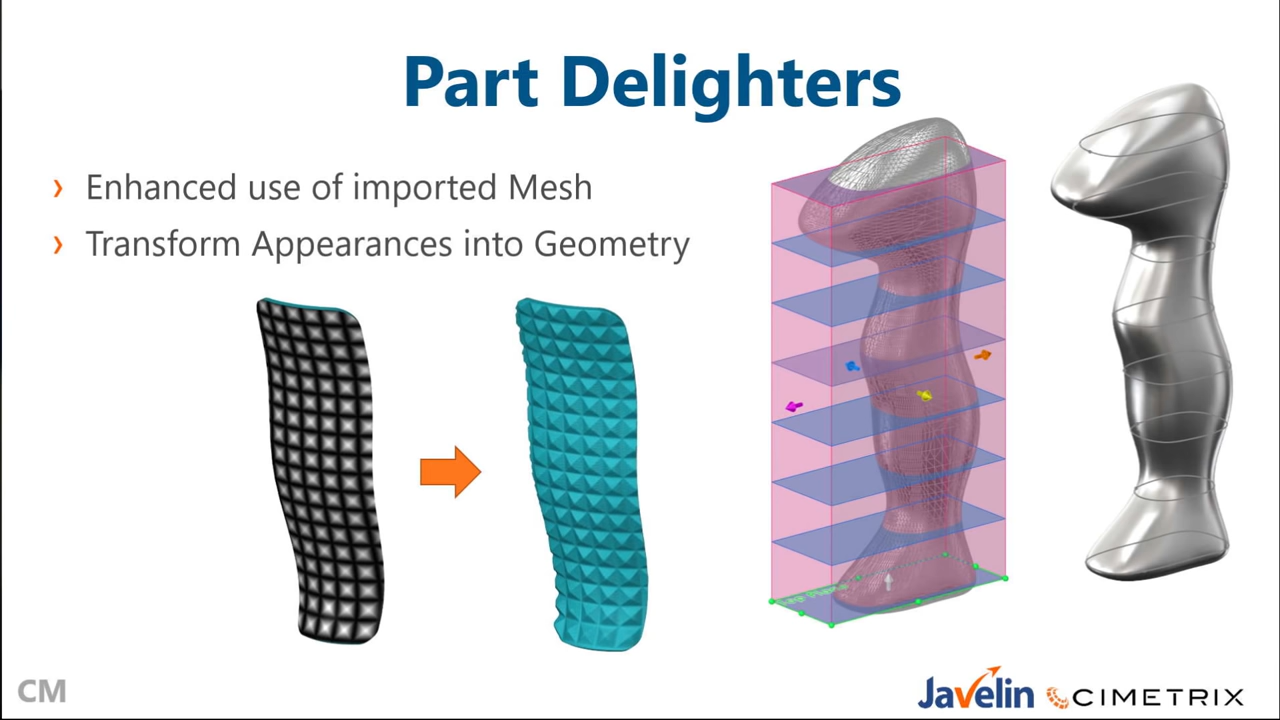 Part Delighters
› Enhanced use of imported Mesh
› Transform Appearances into Geometry
CM
Javelin CIMETRIX